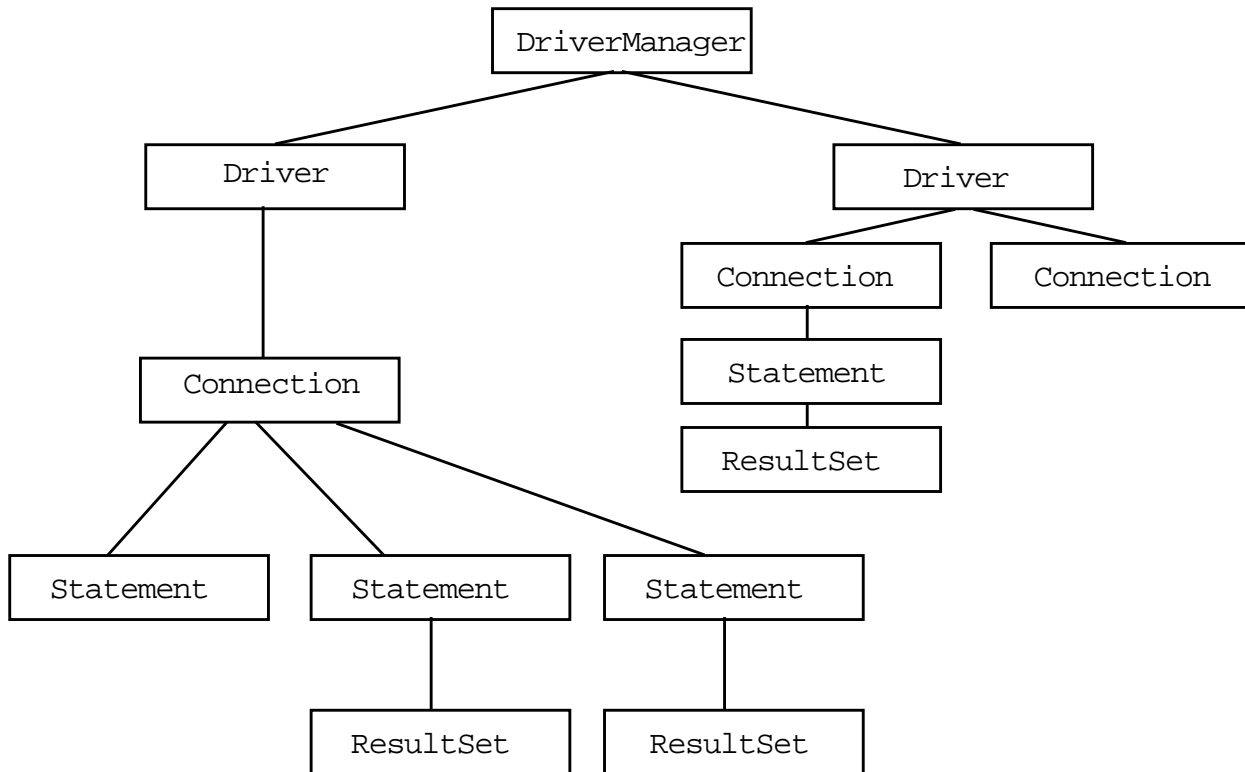 DriverManager
Driver
Driver
Connection
Connection
Connection
Statement
ResultSet
Statement
Statement
Statement
ResultSet
ResultSet